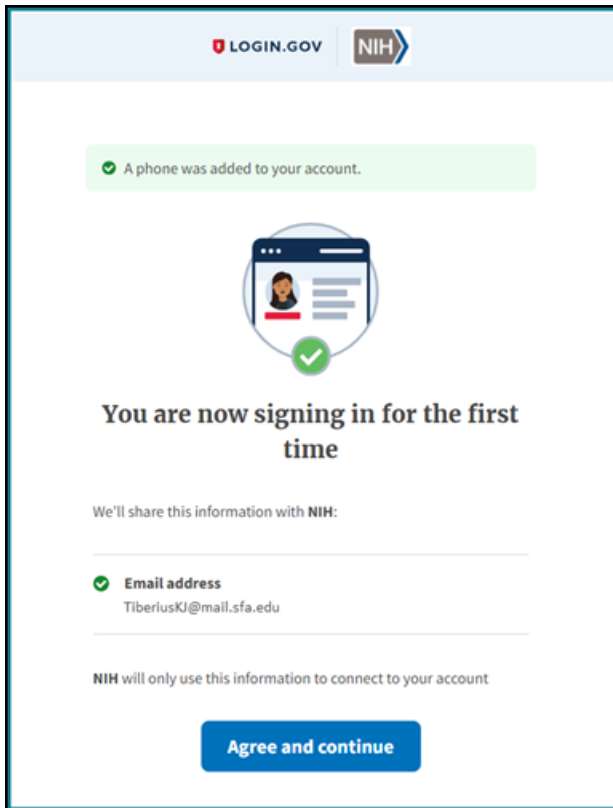 LOGIN.GOV NIH
A phone was added to your account.
You are now signing in for the first
time
We'll share this information with NIH:
Email address
TiberiusKJ@mail.sfa.edu
NIH will only use this information to connect to your account
Agree and continue